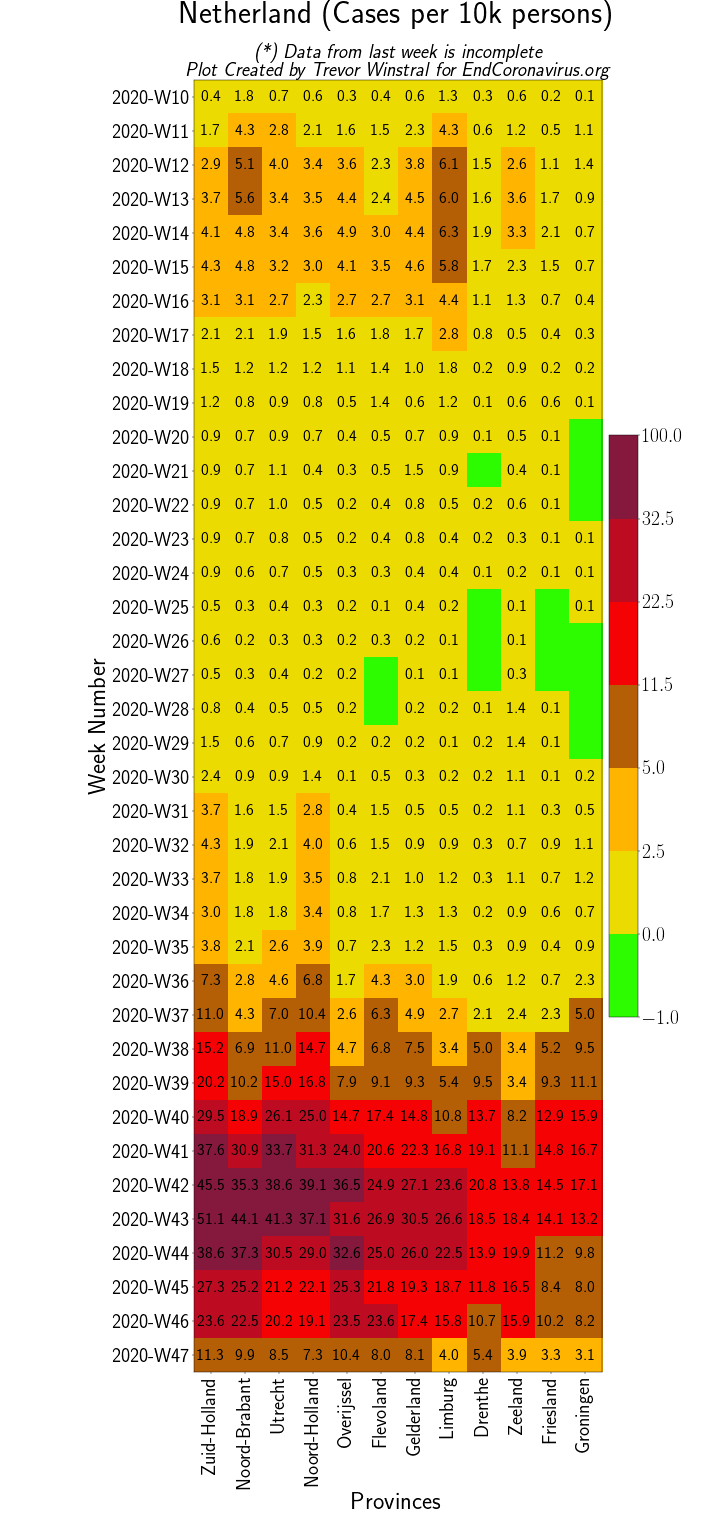 Netherland (Cases per 10k persons)
(*) Data from last week is incomplete
Plot Created by Trevor Winstral for EndCoronavirus.org
2020-W10 0.4 1.8 0.7 0.6 0.3 0.4 0.6 1.3 0.3 0.6 0.2 0.1
2020-W11 1.7 4.3 2.8 2.1 1.6 1.5 2.3 4.3 0.6 1.2 0.5 1.1
2020-W12 2.9 5.1 4.0 3.4 3.6 2.3 3.8 6.1 1.5 2.6 1.1 1.4
2020-W13 3.7 5.6 3.4 3.5 4.4 2.4 4.5 6.0 1.6 3.6 1.7 0.9
2020-W14 4.1 4.8 3.4 3.6 4.9 3.0 4.4 6.3 1.9 3.3 2.1 0.7
2020-W15 4.3 4.8 3.2 3.0 4.1 3.5 4.6 5.8 1.7 2.3 1.5 0.7
2020-W16 3.1 3.1 2.7 2.3 2.7 2.7 3.1 4.4 1.1 1.3 0.7 0.4
2020-W17 2.1 2.1 1.9 1.5 1.6 1.8 1.7 2.8 0.8 0.5 0.4 0.3
2020-W18 1.5 1.2 1.2 1.2 1.1 1.4 1.0 1.8 0.2 0.9 0.2 0.2
2020-W19 1.2 0.8 0.9 0.8 0.5 1.4 0.6 1.2 0.1 0.6 0.6 0.1
2020-W20 0.9 0.7 0.9 0.7 0.4 0.5 0.7 0.9 0.1 0.5 0.1
2020-W21 0.9 0.7 1.1 0.4 0.3 0.5 1.5 0.9 0.4 0.1
2020-W22 0.9 0.7 1.0 0.5 0.2 0.4 0.8 0.5 0.2 0.6 0.1
2020-W23 0.9 0.7 0.8 0.5 0.2 0.4 0.8 0.4 0.2 0.3 0.1 0.1
2020-W24 0.9 0.6 0.7 0.5 0.3 0.3 0.4 0.4 0.1 0.2 0.1 0.1
2020-W25 0.5 0.3 0.4 0.3 0.2 0.1 0.4 0.2 0.1 0.1
2020-W26 0.6 0.2 0.3 0.3 0.2 0.3 0.2 0.1 0.1
2020-W27 0.5 0.3 0.4 0.2 0.2 0.1 0.1 0.3
2020-W28 0.8 0.4 0.5 0.5 0.2 0.2 0.2 0.1 1.4 0.1
2020-W29 1.5 0.6 0.7 0.9 0.2 0.2 0.2 0.1 0.2 1.4 0.1
2020-W30 2.4 0.9 0.9 1.4 0.1 0.5 0.3 0.2 0.2 1.1 0.1 0.2
2020-W31 3.7 1.6 1.5 2.8 0.4 1.5 0.5 0.5 0.2 1.1 0.3 0.5
2020-W32 4.3 1.9 2.1 4.0 0.6 1.5 0.9 0.9 0.3 0.7 0.9 1.1
2020-W33 3.7 1.8 1.9 3.5 0.8 2.1 1.0 1.2 0.3 1.1 0.7 1.2
2020-W34 3.0 1.8 1.8 3.4 0.8 1.7 1.3 1.3 0.2 0.9 0.6 0.7
2020-W35 3.8 2.1 2.6 3.9 0.7 2.3 1.2 1.5 0.3 0.9 0.4 0.9
2020-W36 7.3 2.8 4.6 6.8 1.7 4.3 3.0 1.9 0.6 1.2 0.7 2.3
2020-W37 11.0 4.3 7.0 10.4 2.6 6.3 4.9 2.7 2.1 2.4 2.3 5.0
2020-W38 15.2 6.9 11.0 14.7 4.7 6.8 7.5 3.4 5.0 3.4 5.2 9.5
2020-W39 20.2 10.2 15.0 16.8 7.9 9.1 9.3 5.4 9.5 3.4 9.3 11.1
2020-W40 29.5 18.9 26.1 25.0 14.7 17.4 14.8 10.8 13.7 8.2 12.9 15.9
2020-W41 37.6 30.9 33.7 31.3 24.0 20.6 22.3 16.8 19.1 11.1 14.8 16.7
2020-W42 45.5 35.3 38.6 39.1 36.5 24.9 27.1 23.6 20.8 13.8 14.5 17.1
2020-W43 51.1 44.1 41.3 37.1 31.6 26.9 30.5 26.6 18.5 18.4 14.1 13.2
2020-W44 38.6 37.3 30.5 29.0 32.6 25.0 26.0 22.5 13.9 19.9 11.2 9.8
2020-W45 27.3 25.2 21.2 22.1 25.3 21.8 19.3 18.7 11.8 16.5 8.4 8.0
2020-W46 23.6 22.5 20.2 19.1 23.5 23.6 17.4 15.8 10.7 15.9 10.2 8.2
2020-W47 11.3 9.9 8.5 7.3 10.4 8.0 8.1 4.0 5.4 3.9 3.3 3.1
Week Number
Zuid-Holland
Noord-Brabant
Utrecht
Noord-Holland
Overijssel
Flevoland
Gelderland
Limburg
Drenthe
Zeeland
Friesland
Groningen
Provinces
100.0
32.5
22.5
11.5
5.0
2.5
0.0
−1.0